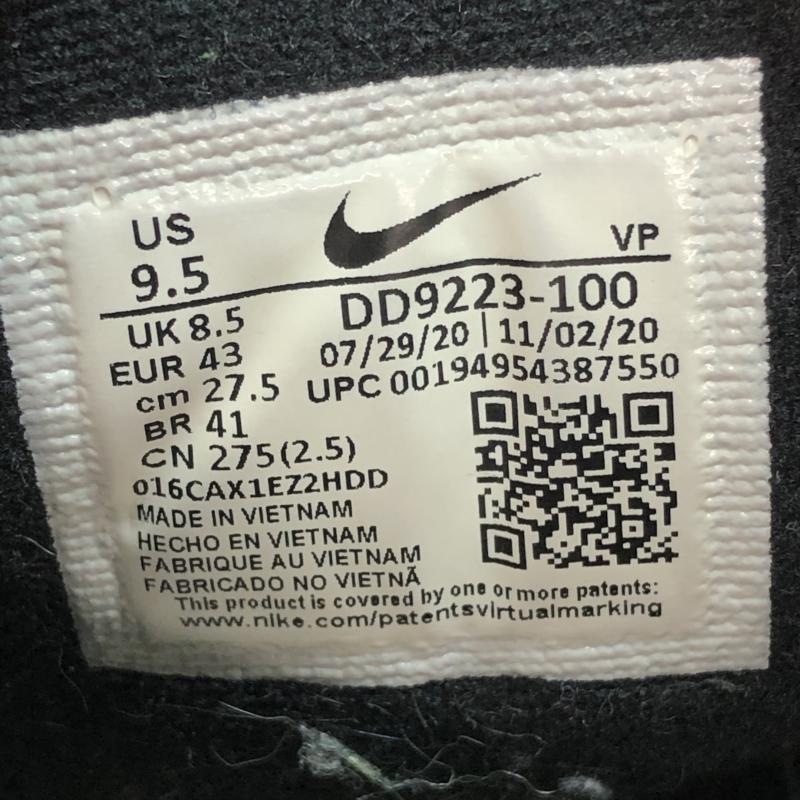 US
9.5
VP
UK 8.5
EUR 43
cm 27.5
BR 41
CN 275(2.5)
DD9223-100
07/29/20 | 11/02/20
UPC 00194954387550
o16CAX1EZ2HDD
MADE IN VIETNAM
HECHO EN VIETNAM
FABRIQUE AU VIETNAM
FABRICADO NO VIETNÃ
This product is covered by one or more patents:
www.nike.com/patentsvirtualmarking